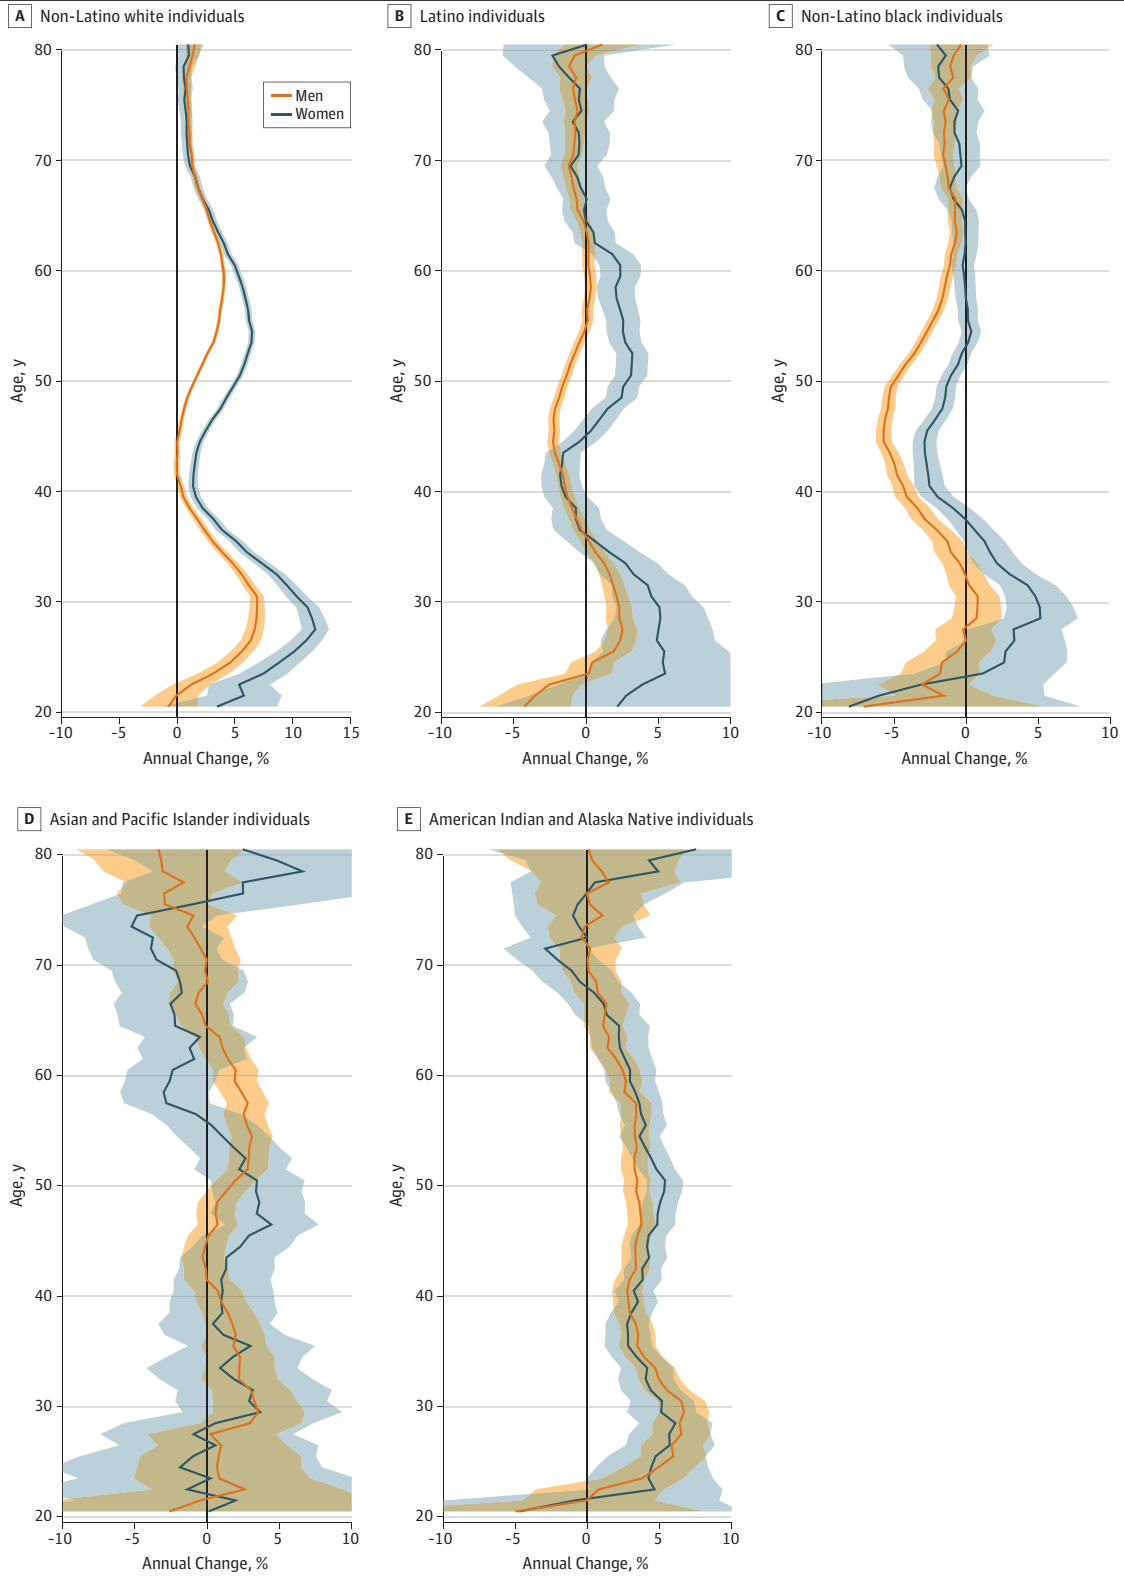 A Non-Latino white individuals
80
70
60
50
40
30
20
Age, y
Men
Women
-10 -5 0 5 10 15
Annual Change, %
B Latino individuals
80
70
60
50
40
30
20
Age, y
-10 -5 0 5 10
Annual Change, %
C Non-Latino black individuals
80
70
60
50
40
30
20
Age, y
-10 -5 0 5 10
Annual Change, %
D Asian and Pacific Islander individuals
80
70
60
50
40
30
20
Age, y
-10 -5 0 5 10
Annual Change, %
E American Indian and Alaska Native individuals
80
70
60
50
40
30
20
Age, y
-10 -5 0 5 10
Annual Change, %